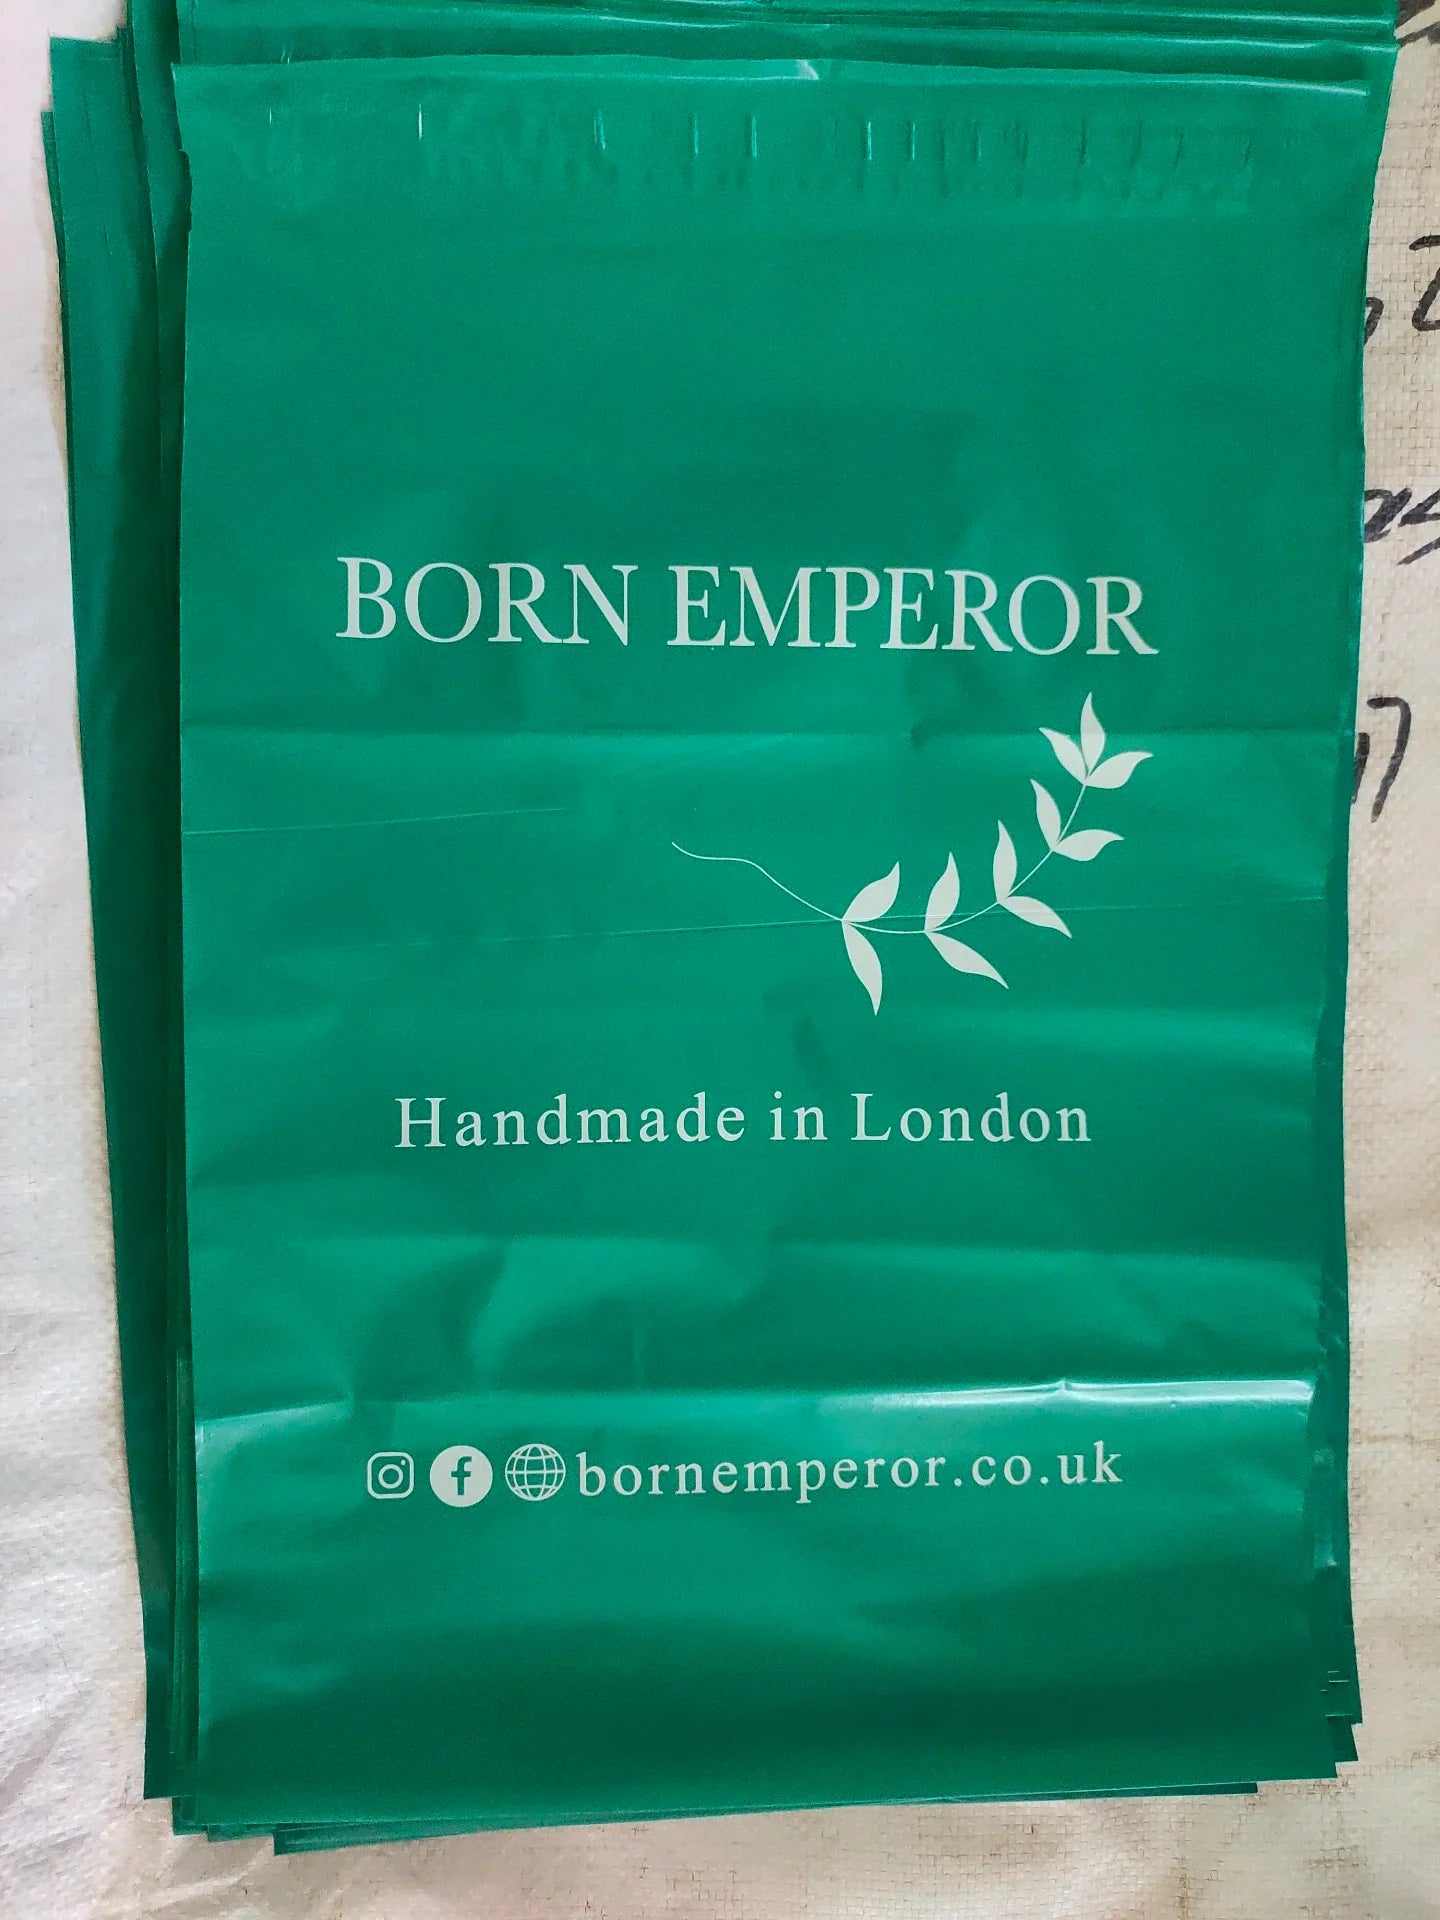 BORN EMPEROR
Handmade in London
bornemperor.co.uk